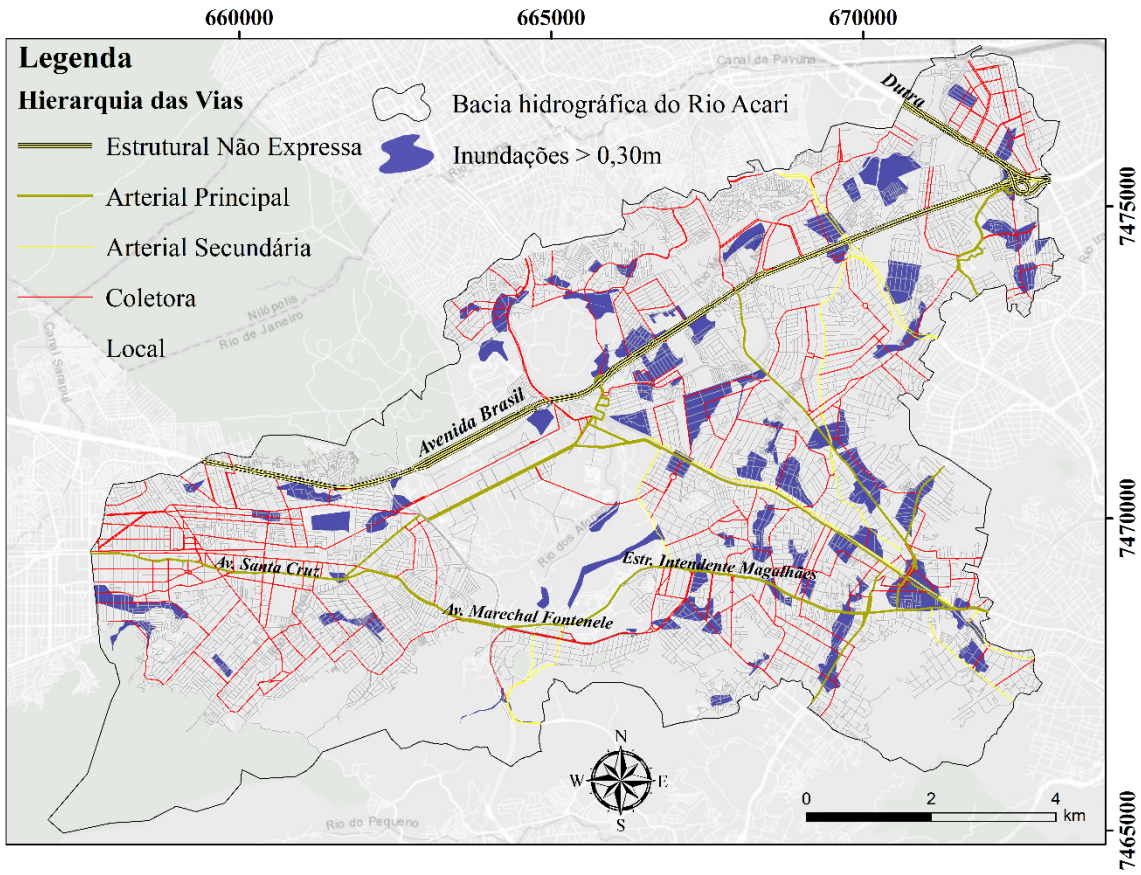 660000
665000
670000
Legenda
Hierarquia das Vias
Estrutural Não Expressa
Arterial Principal
Arterial Secundária
Coletora
Local
Bacia hidrográfica do Rio Acari
Inundações > 0,30m
Canal da Pavuna
Dutra
7475000
Nilópolis
Rio de Janeiro
Canal Sarapuí
Avenida Brasil
7470000
Rio dos Afonsos
Av. Santa Cruz
Estr. Intendente Magalhães
Av. Marechal Fontenele
N
W
E
S
0
2
4
km
Rio do Pequeno
7465000